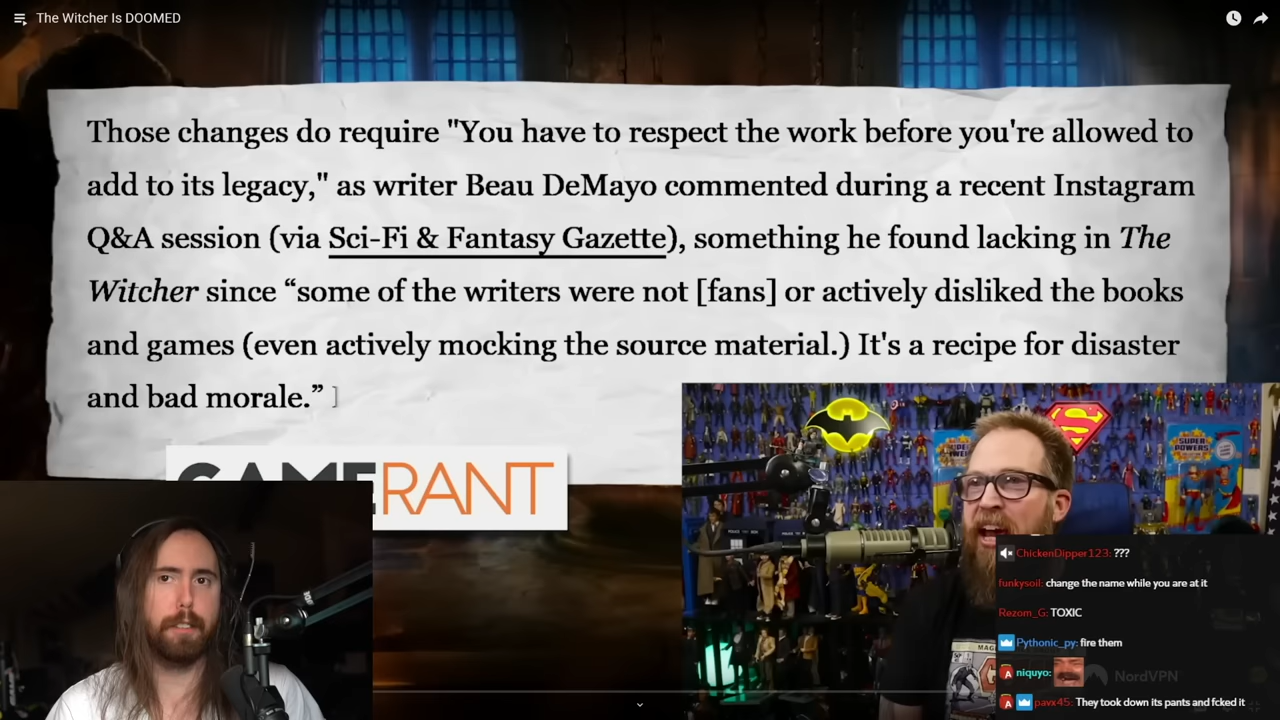 The Witcher Is DOOMED
Those changes do require "You have to respect the work before you're allowed to
add to its legacy," as writer Beau DeMayo commented during a recent Instagram
Q&A session (via Sci-Fi & Fantasy Gazette), something he found lacking in The
Witcher since “some of the writers were not [fans] or actively disliked the books
and games (even actively mocking the source material.) It's a recipe for disaster
and bad morale.” ]
GAMERANT
SUPER POWERS
ChickenDipper123: ???
funkysoil: change the name while you are at it
Rezom_G: TOXIC
Pythonic_py: fire them
niquyo:
NordVPN
pavx45: They took down its pants and fcked it